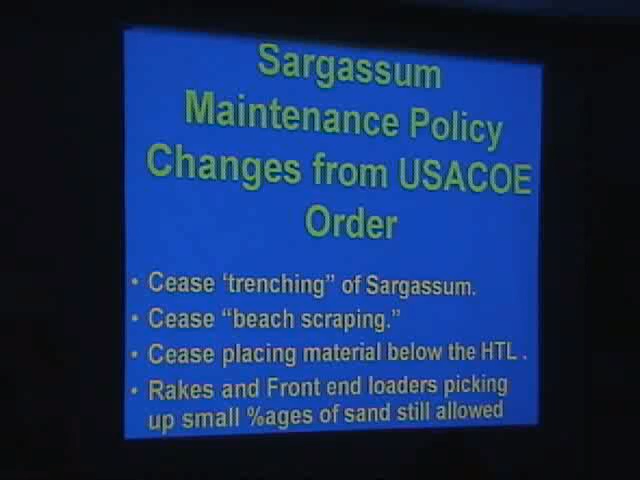 Sargassum
Maintenance Policy
Changes from USACOE
Order
• Cease ‘trenching” of Sargassum.
• Cease “beach scraping.”
• Cease placing material below the HTL .
• Rakes and Front end loaders picking
up small %ages of sand still allowed